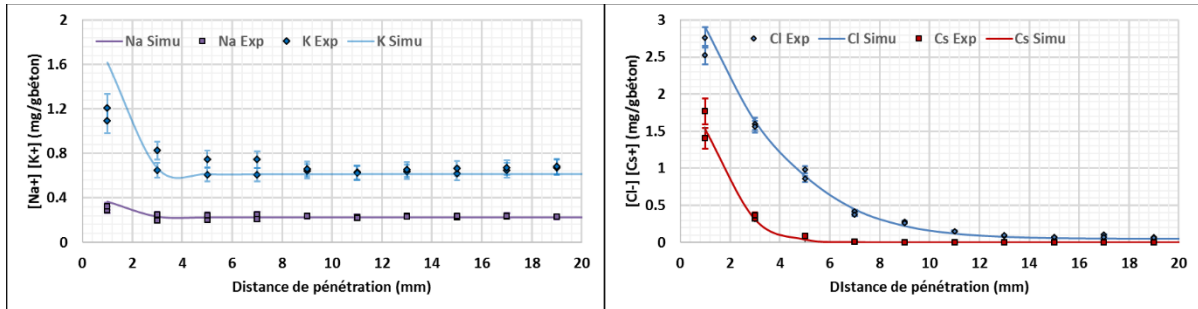 2
1.6
1.2
0.8
0.4
0
[Na+] [K+] (mg/gbéton)
Na Simu Na Exp K Exp K Simu
0 2 4 6 8 10 12 14 16 18 20
Distance de pénétration (mm)
3
2.5
2
1.5
1
0.5
0
[Cl-] [Cs+] (mg/gbéton)
Cl Exp Cl Simu Cs Exp Cs Simu
0 2 4 6 8 10 12 14 16 18 20
DIstance de pénétration (mm)